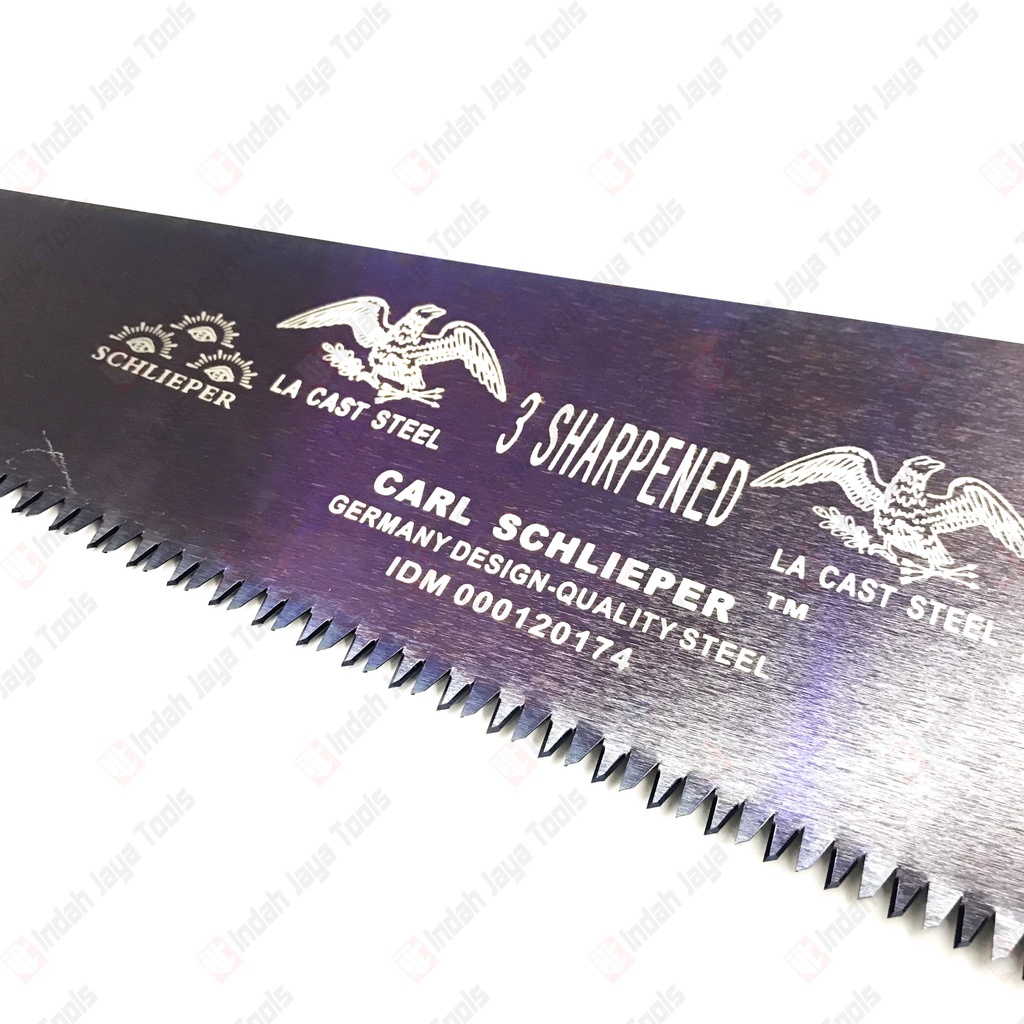 SCHLIEPER
LA CAST STEEL
3 SHARPENED
CARL SCHLIEPER TM
GERMANY DESIGN-QUALITY STEEL
IDM 000120174
LA CAST STEEL
Indah Jaya Tools